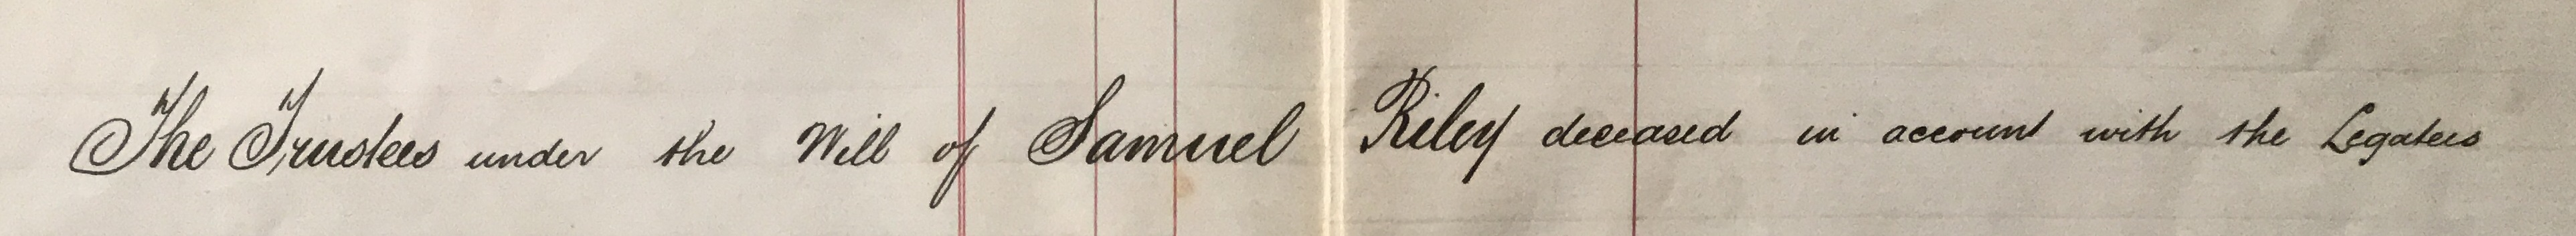 The Trustees under the Will of Samuel Riley deceased in account with the Legatees